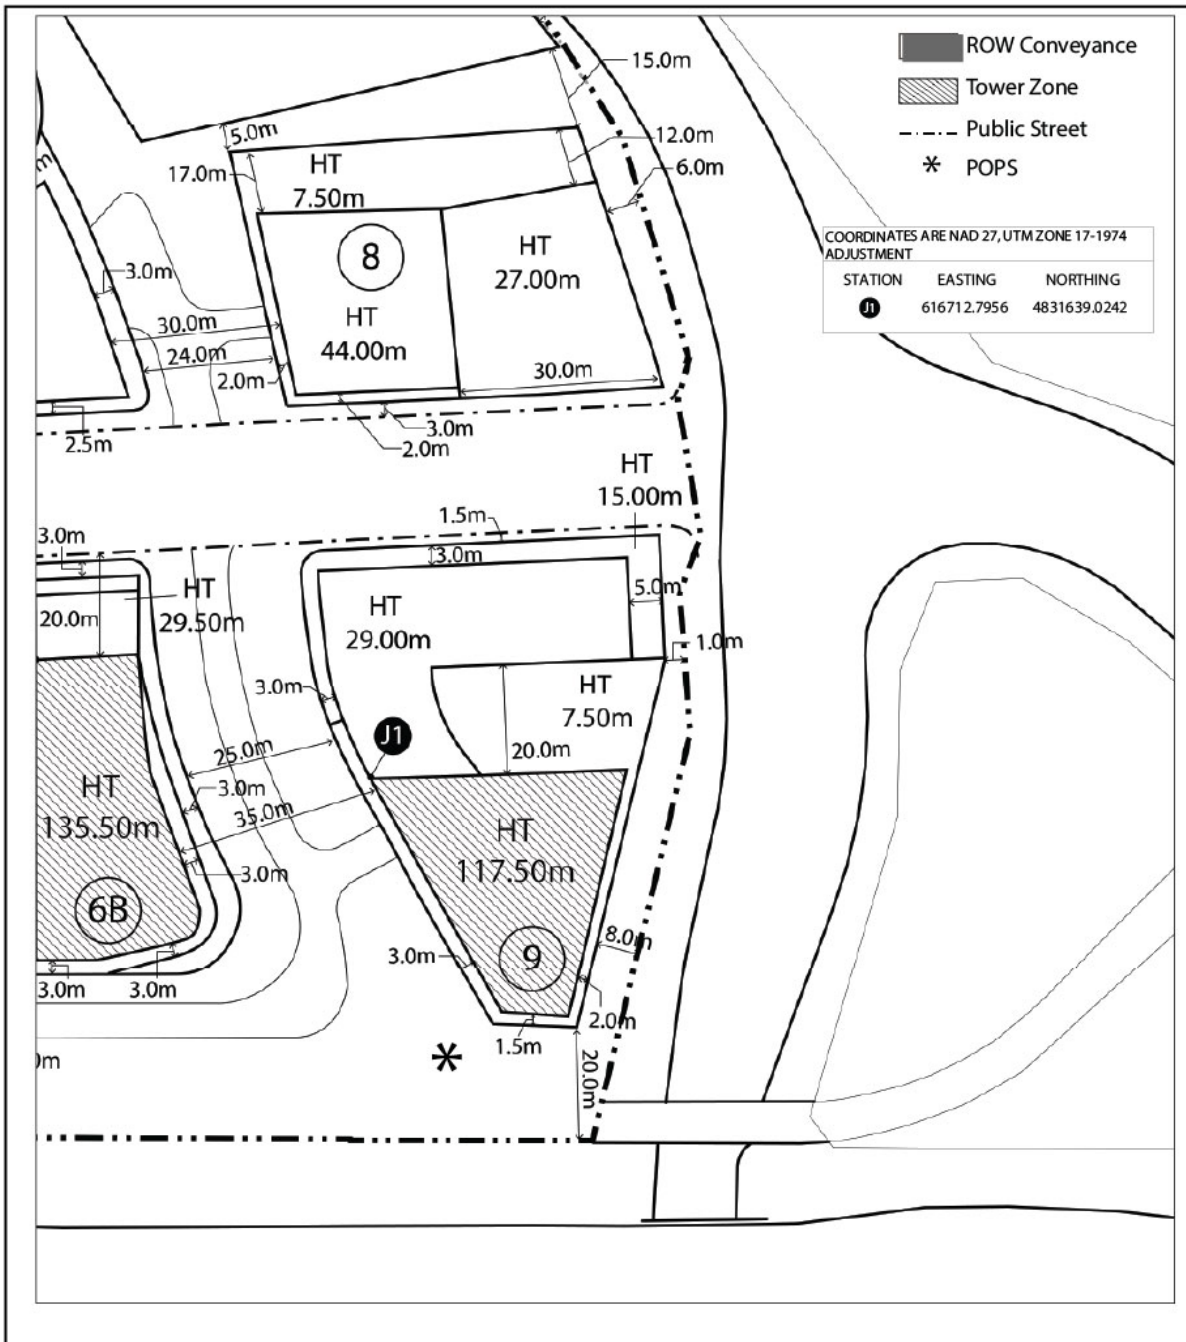 ROW Conveyance
Tower Zone
Public Street
* POPS
COORDINATES ARE NAD 27, UTM ZONE 17-1974
ADJUSTMENT
STATION EASTING NORTHING
J1 616712.7956 4831639.0242
15.0m
5.0m
12.0m
m
HT
7.50m
17.0m
6.0m
8
HT
27.00m
3.0m
HT
44.00m
30.0m
24.0m
2.0m
30.0m
3.0m
2.0m
2.5m
HT
15.00m
1.5m
3.0m
3.0m
5.0m
HT
29.50m
20.0m
HT
29.00m
1.0m
3.0m
HT
7.50m
J1
20.0m
25.0m
3.0m
35.0m
HT
135.50m
HT
117.50m
3.0m
6B
8.0m
3.0m
9
3.0m
3.0m
2.0m
1.5m
*
0m
20.0m